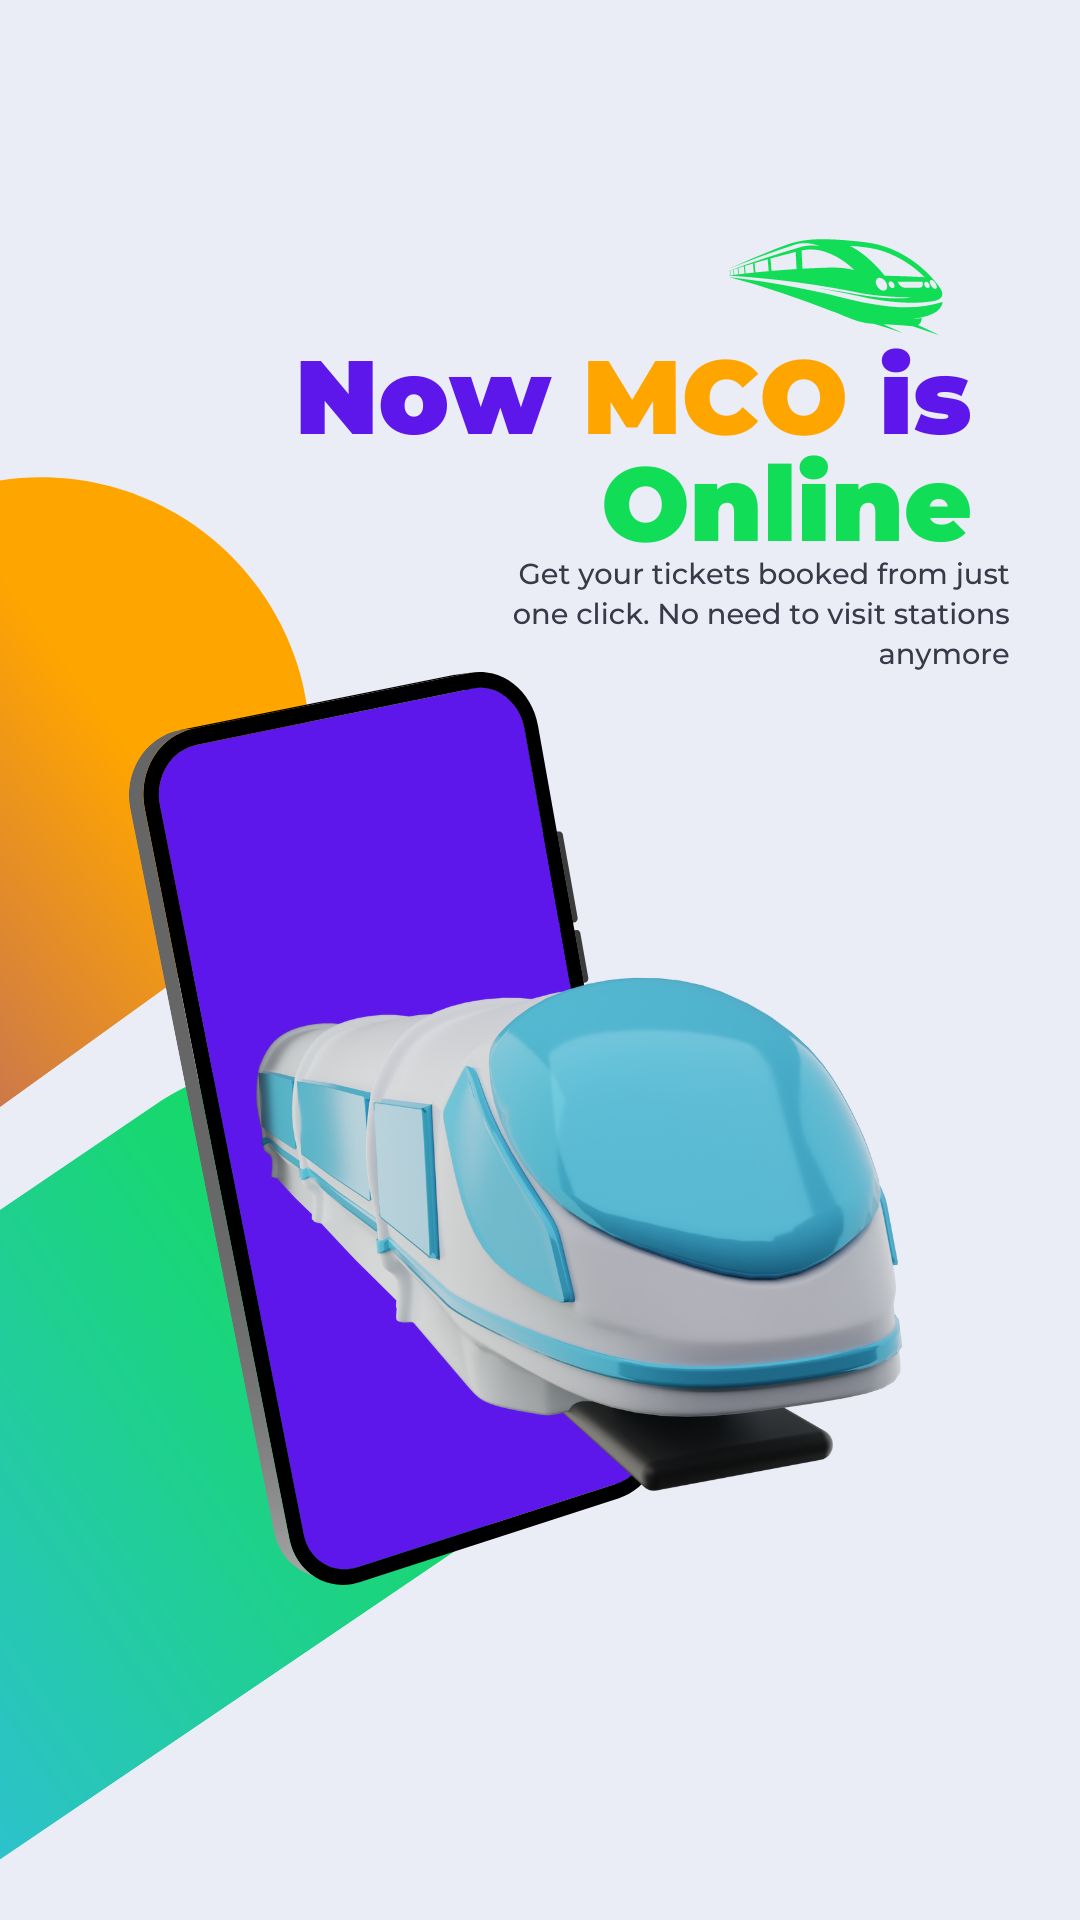 Now MCO is
Online
Get your tickets booked from just
one click. No need to visit stations
anymore